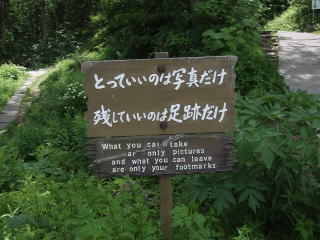 とっていいのは写真だけ
残していいのは足跡だけ
What you can take
are only pictures
and what you can leave
are only your footmarks